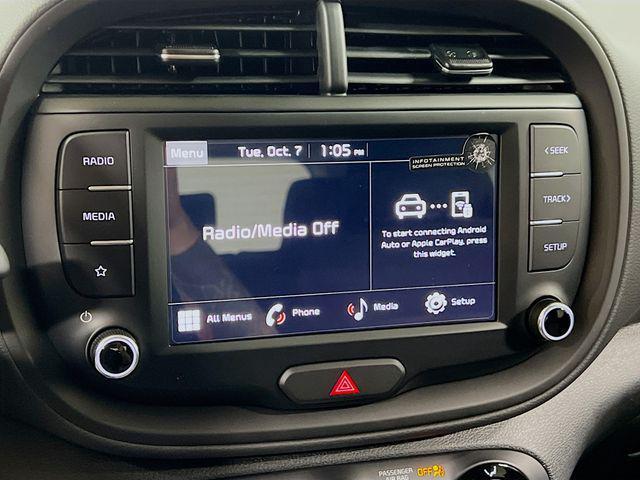 Menu
Tue, Oct. 7
1:05 PM
INFOTAINMENT
SCREEN PROTECTION
RADIO
MEDIA
< SEEK
TRACK >
SETUP
Radio/Media Off
To start connecting Android
Auto or Apple CarPlay, press
this widget.
All Menus
Phone
Media
Setup
PASSENGER
AIR BAG
OFF